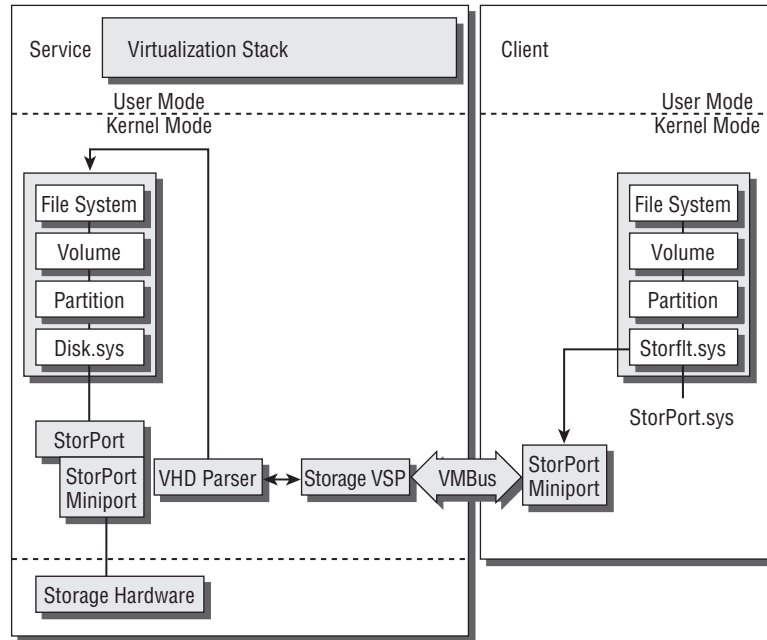 Service
Virtualization Stack
User Mode
Kernel Mode
File System
Volume
Partition
Disk.sys
StorPort
StorPort
Miniport
VHD Parser
Storage VSP
VMBus
Storage Hardware
Client
User Mode
Kernel Mode
File System
Volume
Partition
Storflt.sys
StorPort.sys
StorPort
Miniport